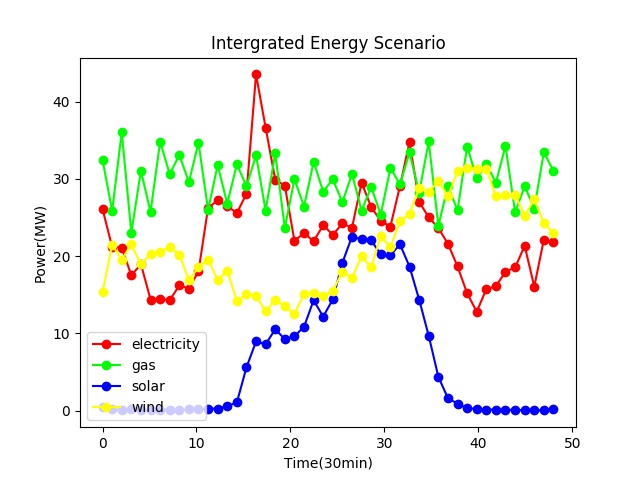 Intergrated Energy Scenario
Power(MW)
40
30
20
10
0
electricity
gas
solar
wind
0 10 20 30 40 50
Time(30min)